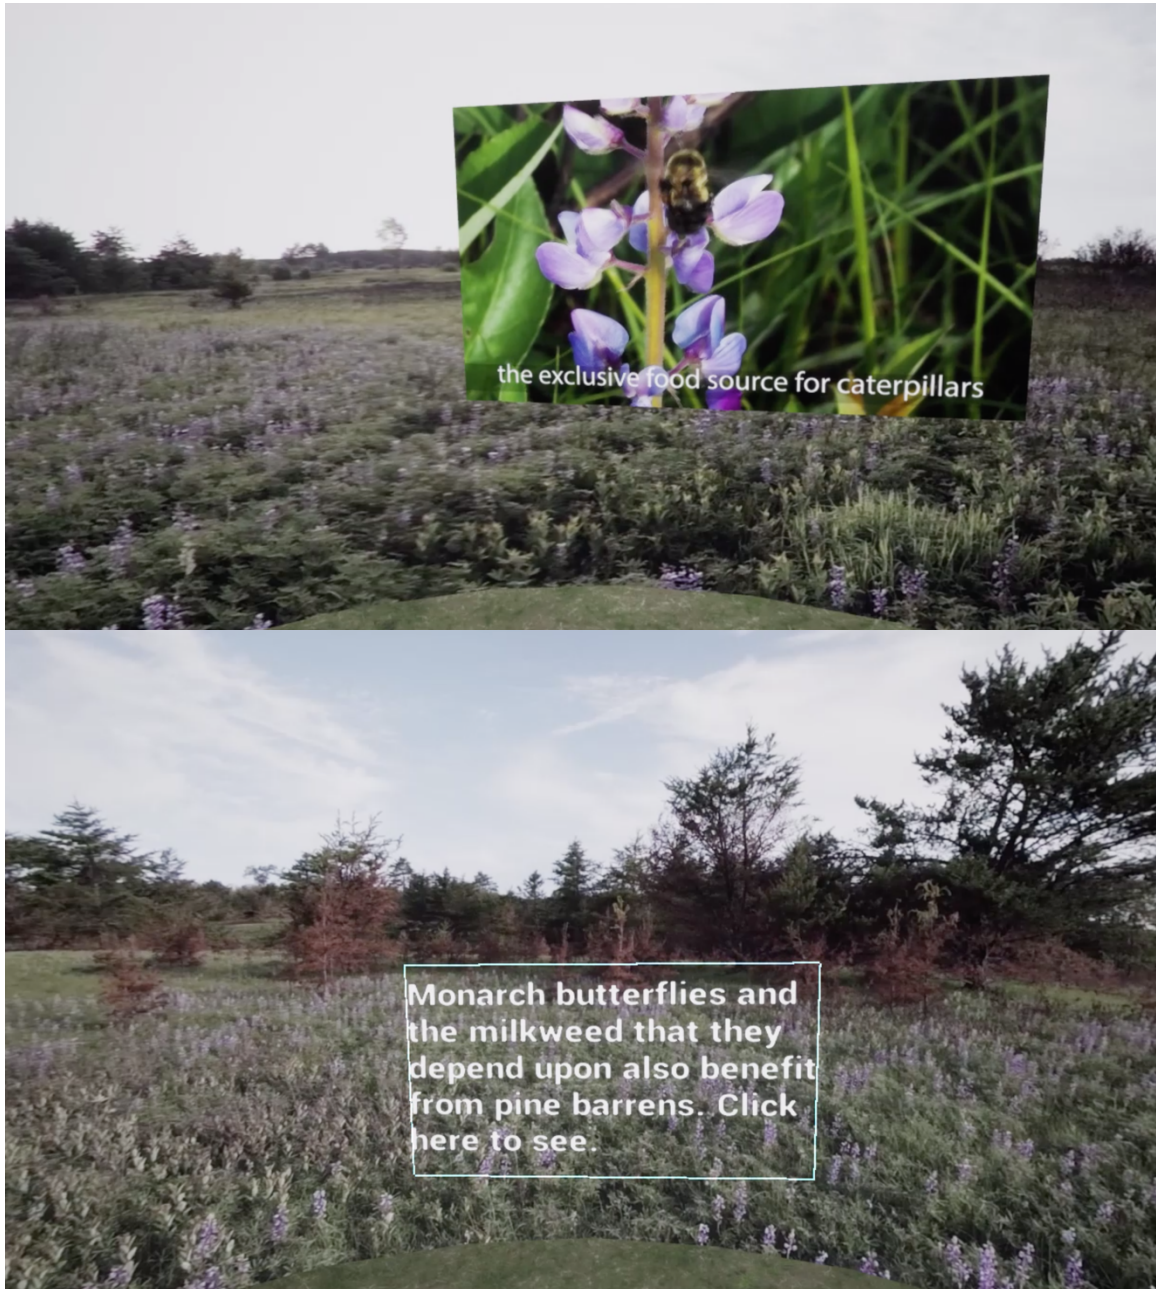 the exclusive food source for caterpillars
Monarch butterflies and
the milkweed that they
depend upon also benefit
from pine barrens. Click
here to see.